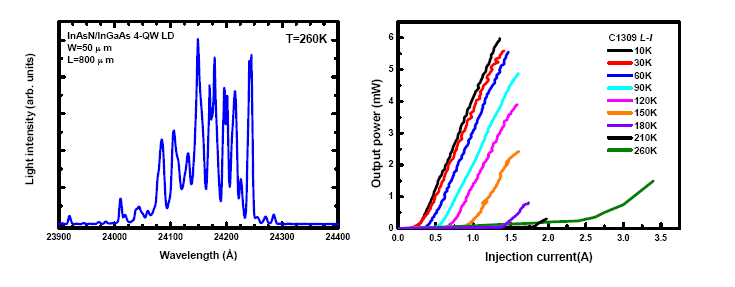 InAsN/InGaAs 4-QW LD
W=50 μ m
L=800 μ m
T=260K
Light intensity (arb. units)
23900 24000 24100 24200 24300 24400
Wavelength (Å)
C1309 L-I
10K
30K
60K
90K
120K
150K
180K
210K
260K
Output power (mW)
6
5
4
3
2
1
0
0.0 0.5 1.0 1.5 2.0 2.5 3.0 3.5
Injection current(A)